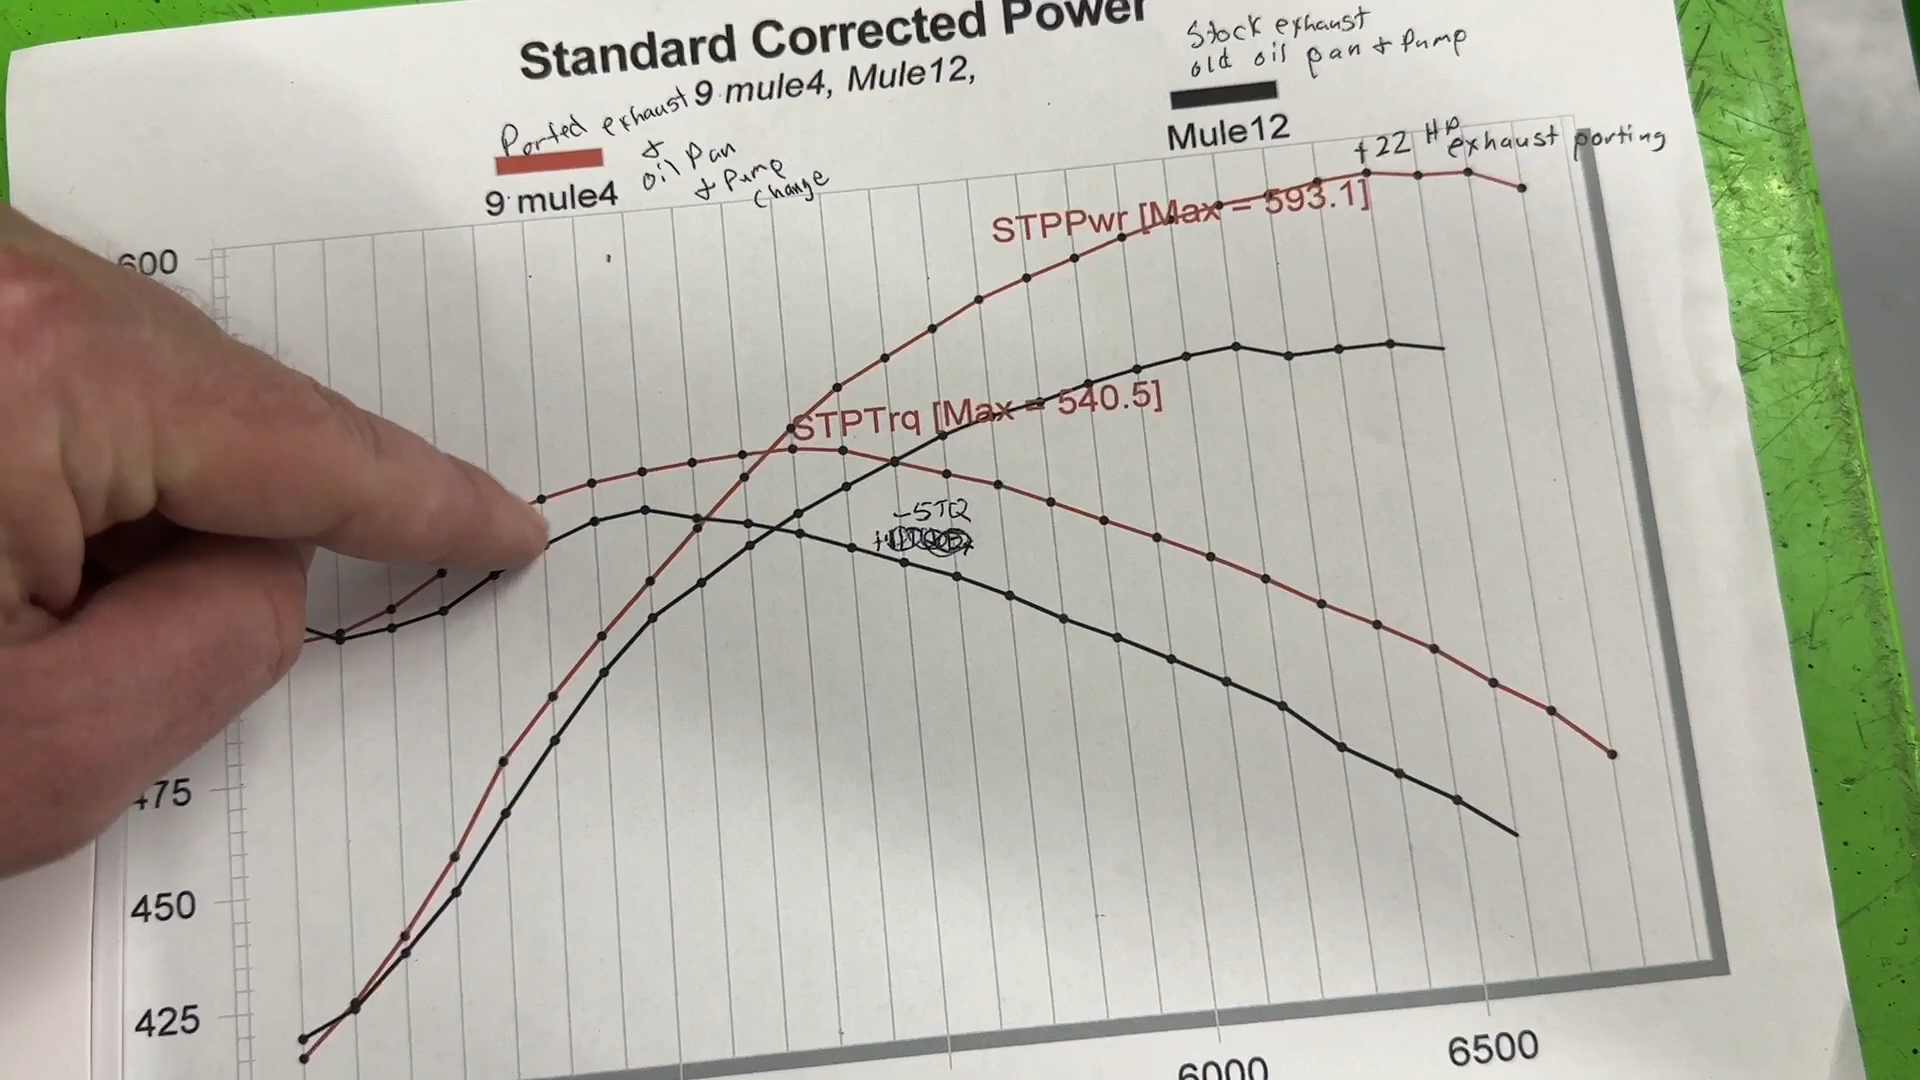 Standard Corrected Power
9 mule4, Mule12,
Stock exhaust
old oil pan + Pump
Mule12
Ported exhaust
+
oil Pan
+ Pump
change
9 mule4
+22 HP
exhaust porting
STPPwr [Max = 593.1]
STPTrq [Max = 540.5]
-5TQ
600
475
450
425
6000
6500